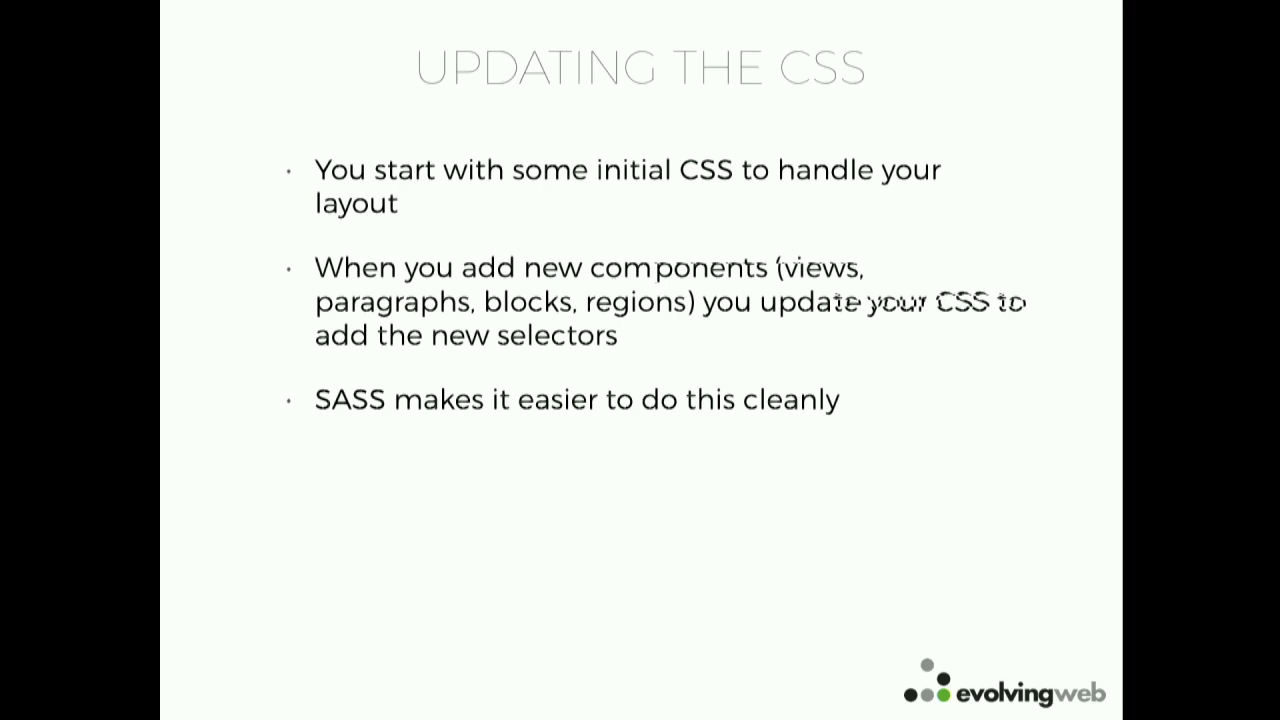 UPDATING THE CSS
· You start with some initial CSS to handle your
layout
· When you add new components (views,
paragraphs, blocks, regions) you update your CSS to
add the new selectors
· SASS makes it easier to do this cleanly
evolvingweb